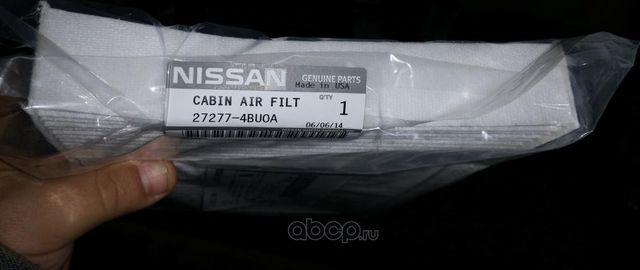 NISSAN GENUINE PARTS
Made in USA
CABIN AIR FILT Q'TY 1
27277-4BU0A
06/06/14
abcp.ru